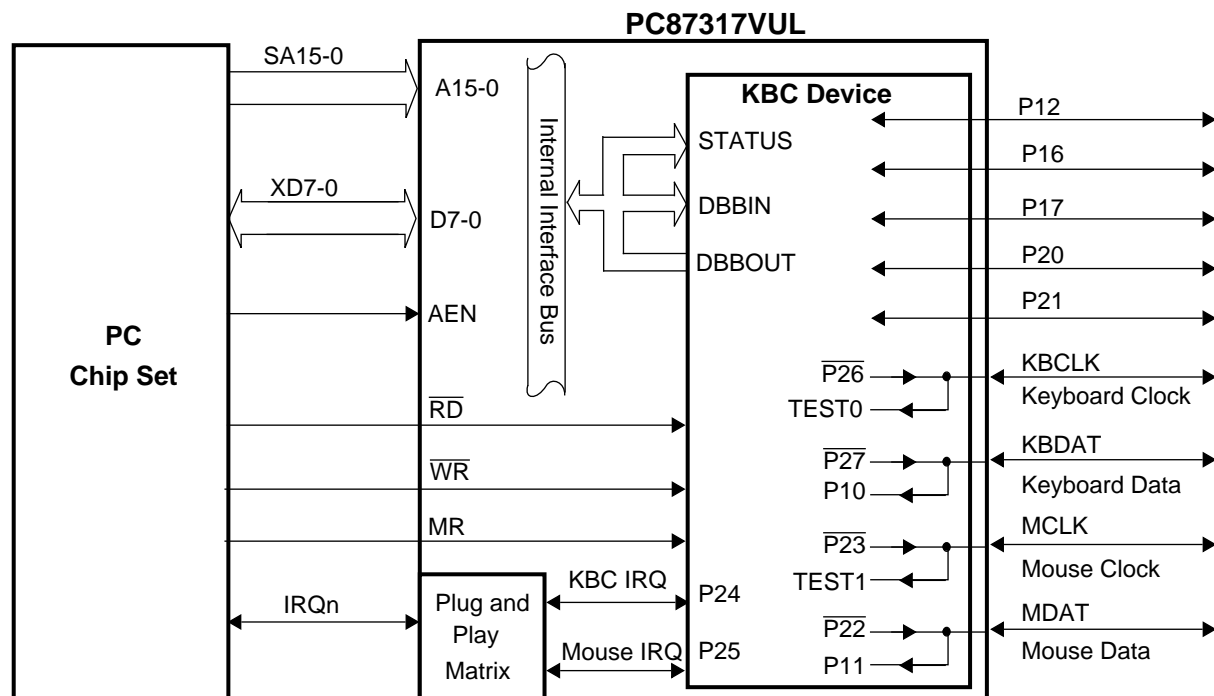 PC87317VUL
PC
Chip Set
SA15-0
XD7-0
IRQn
A15-0
D7-0
AEN
RD
WR
MR
Internal Interface Bus
Plug and
Play
Matrix
KBC IRQ
Mouse IRQ
KBC Device
STATUS
DBBIN
DBBOUT
P24
P25
P26
TEST0
P27
P10
P23
TEST1
P22
P11
P12
P16
P17
P20
P21
KBCLK
Keyboard Clock
KBDAT
Keyboard Data
MCLK
Mouse Clock
MDAT
Mouse Data